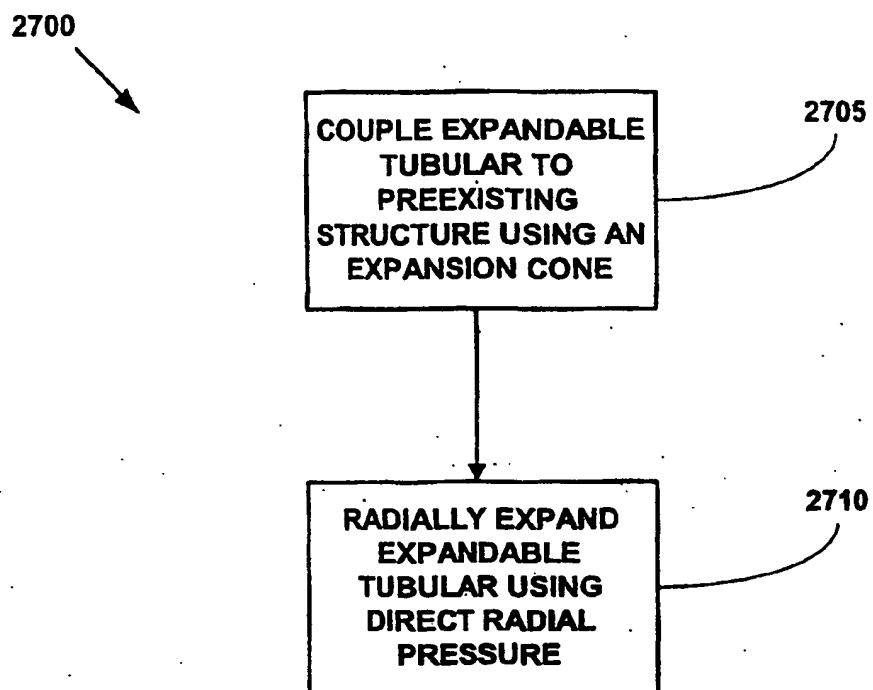 2700
COUPLE EXPANDABLE
TUBULAR TO
PREEXISTING
STRUCTURE USING AN
EXPANSION CONE
2705
RADIALLY EXPAND
EXPANDABLE
TUBULAR USING
DIRECT RADIAL
PRESSURE
2710